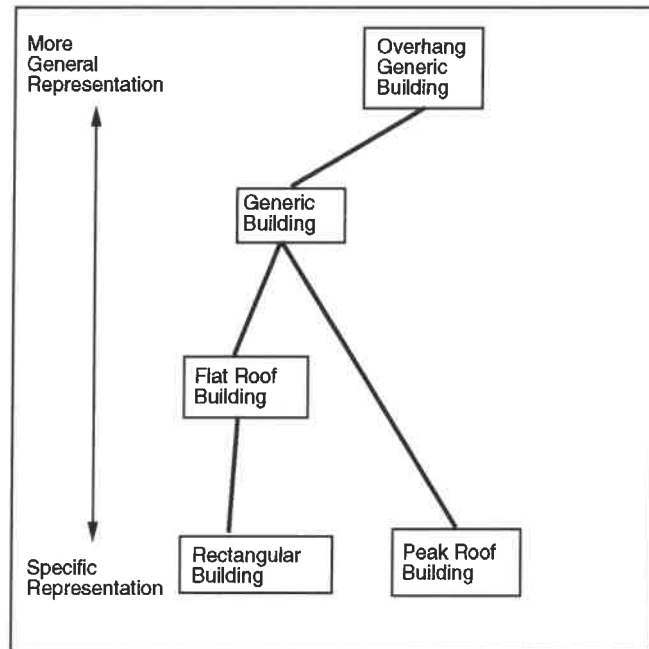 More
General
Representation
Overhang
Generic
Building
Generic
Building
Flat Roof
Building
Rectangular
Building
Peak Roof
Building
Specific
Representation